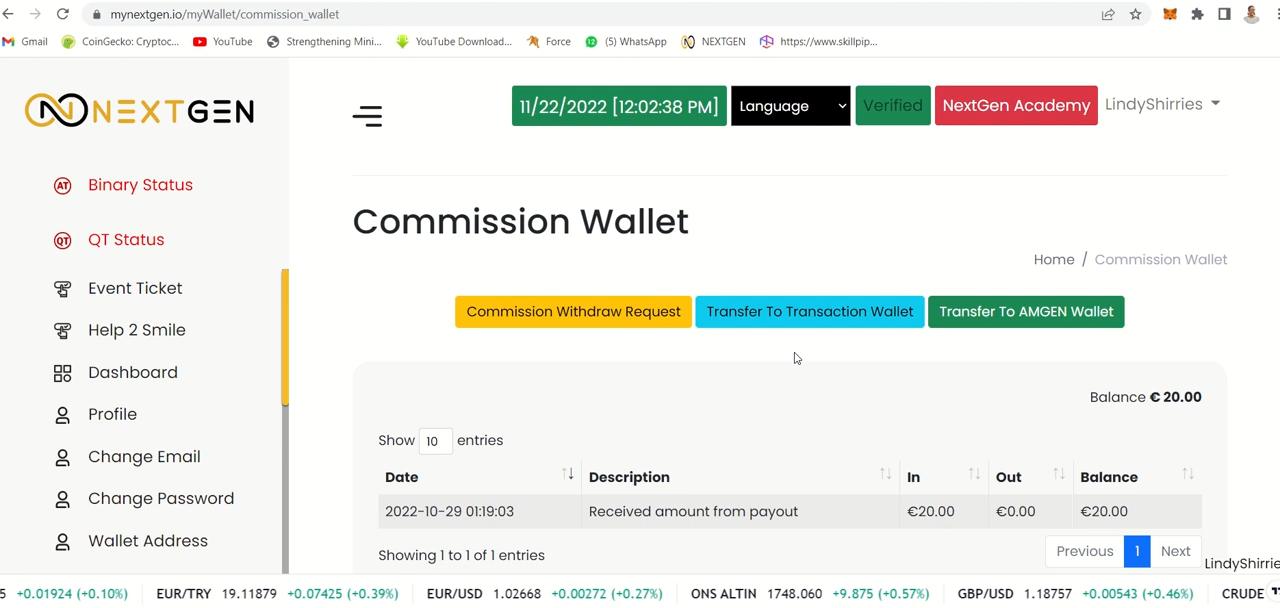 mynextgen.io/myWallet/commission_wallet
Gmail CoinGecko: Cryptoc... YouTube Strengthening Mini... YouTube Download... Force (5) WhatsApp NEXTGEN https://www.skillpip...
NEXTGEN
11/22/2022 [12:02:38 PM] Language Verified NextGen Academy LindyShirries
AT Binary Status
QT QT Status
Event Ticket
Help 2 Smile
Dashboard
Profile
Change Email
Change Password
Wallet Address
Commission Wallet
Home / Commission Wallet
Commission Withdraw Request Transfer To Transaction Wallet Transfer To AMGEN Wallet
Balance € 20.00
Show 10 entries
Date Description In Out Balance
2022-10-29 01:19:03 Received amount from payout €20.00 €0.00 €20.00
Showing 1 to 1 of 1 entries
Previous 1 Next
LindyShirrie
5 +0.01924 (+0.10%) EUR/TRY 19.11879 +0.07425 (+0.39%) EUR/USD 1.02668 +0.00272 (+0.27%) ONS ALTIN 1748.060 +9.875 (+0.57%) GBP/USD 1.18757 +0.00543 (+0.46%) CRUDE